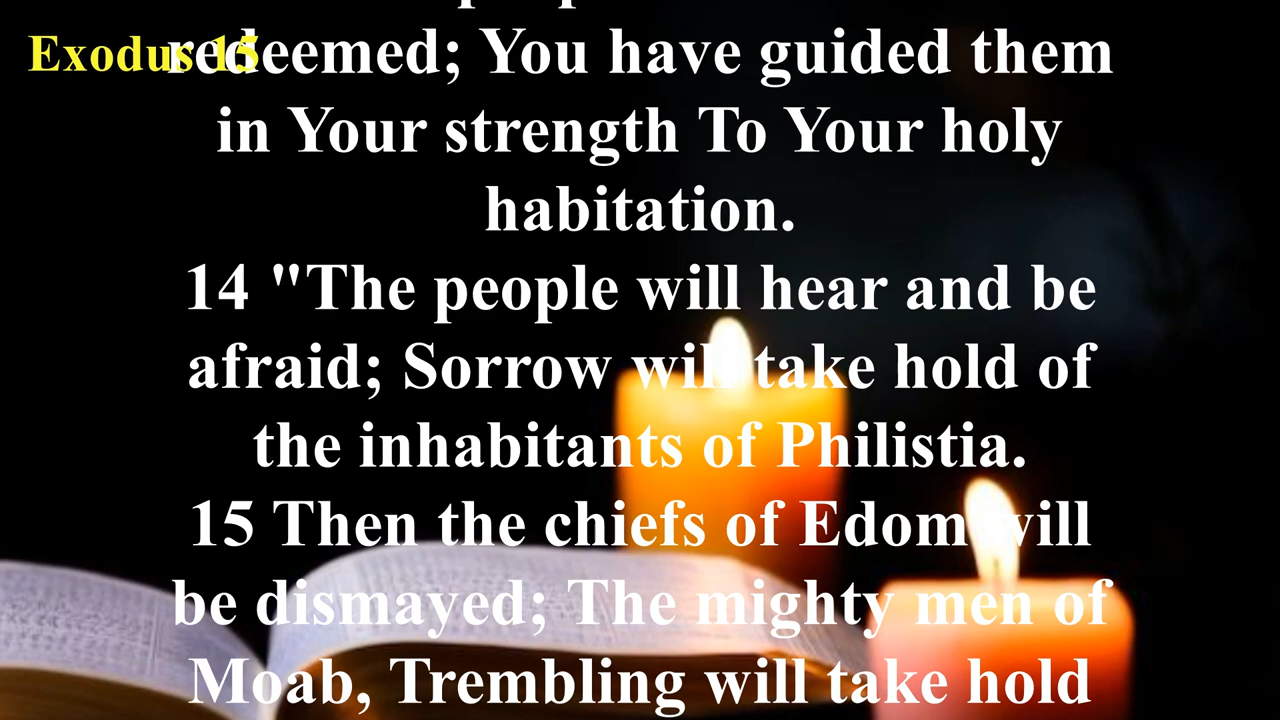 Exodus 15
redeemed; You have guided them
in Your strength To Your holy
habitation.
14 "The people will hear and be
afraid; Sorrow will take hold of
the inhabitants of Philistia.
15 Then the chiefs of Edom will
be dismayed; The mighty men of
Moab, Trembling will take hold